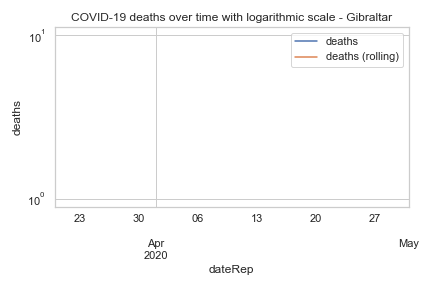 COVID-19 deaths over time with logarithmic scale - Gibraltar
10¹
deaths
deaths (rolling)
deaths
10⁰
23 30 06 13 20 27
Apr May
2020
dateRep